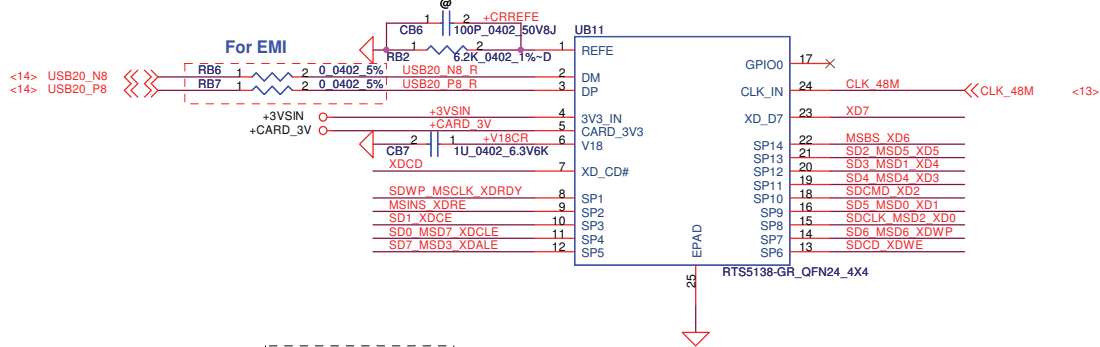 @
1 2 +CRREFE
CB6 100P_0402_50V8J UB11
For EMI RB2 1 2 6.2K_0402_1%~D 1 REFE
GPIO0 17
<14> USB20_N8 RB6 1 2 0_0402_5% USB20_N8_R 2 DM
<14> USB20_P8 RB7 1 2 0_0402_5% USB20_P8_R 3 DP
CLK_IN 24 CLK_48M CLK_48M <13>
+3VSIN +3VSIN 4 3V3_IN
XD_D7 23 XD7
+CARD_3V 5 CARD_3V3
CB7 2 1 +V18CR 6 V18
1U_0402_6.3V6K
SP14 22 MSBS_XD6
SP13 21 SD2_MSD5_XD5
XDCD 7 XD_CD#
SP12 20 SD3_MSD1_XD4
SP11 19 SD4_MSD4_XD3
SDWP_MSCLK_XDRDY 8 SP1
SP10 18 SDCMD_XD2
MSINS_XDRE 9 SP2
SP9 16 SD5_MSD0_XD1
SD1_XDCE 10 SP3
SP8 15 SDCLK_MSD2_XD0
SD0_MSD7_XDCLE 11 SP4
SP7 14 SD6_MSD6_XDWP
SD7_MSD3_XDALE 12 SP5
SP6 13 SDCD_XDWE
EPAD
RTS5138-GR_QFN24_4X4
25